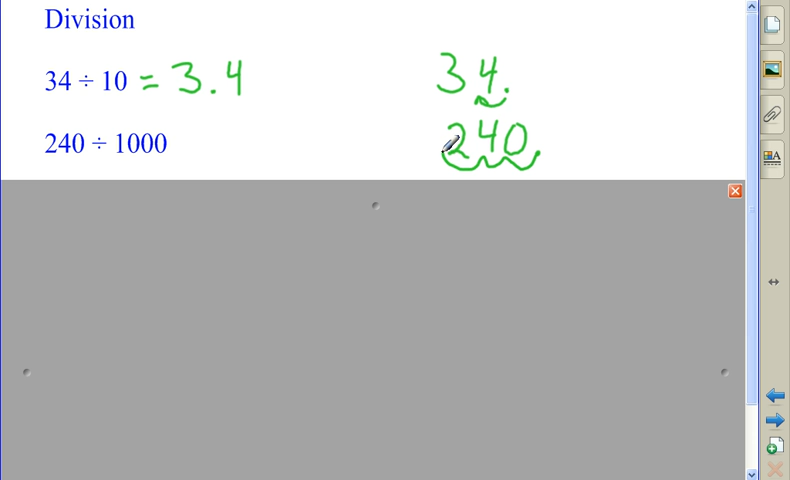 Division
34 ÷ 10 = 3.4
34.
240 ÷ 1000
240.